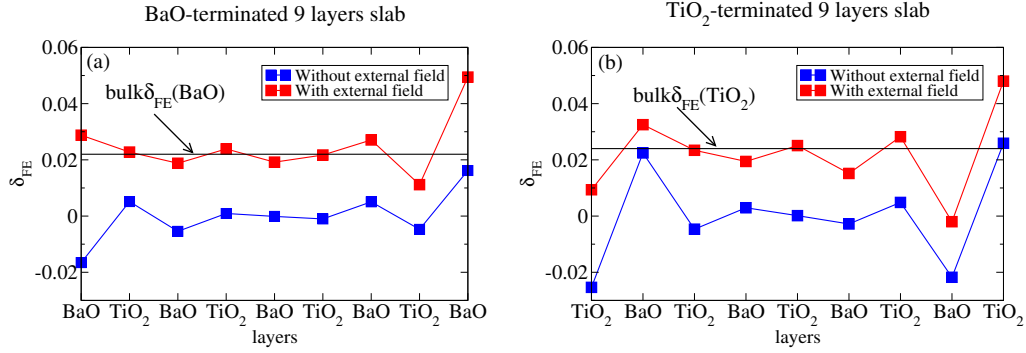 BaO-terminated 9 layers slab
(a)
Without external field
With external field
bulkδFE(BaO)
δFE
0.06
0.04
0.02
0
-0.02
BaO TiO2 BaO TiO2 BaO TiO2 BaO TiO2 BaO
layers
TiO2-terminated 9 layers slab
(b)
Without external field
With external field
bulkδFE(TiO2)
δFE
0.06
0.04
0.02
0
-0.02
TiO2 BaO TiO2 BaO TiO2 BaO TiO2 BaO TiO2
layers